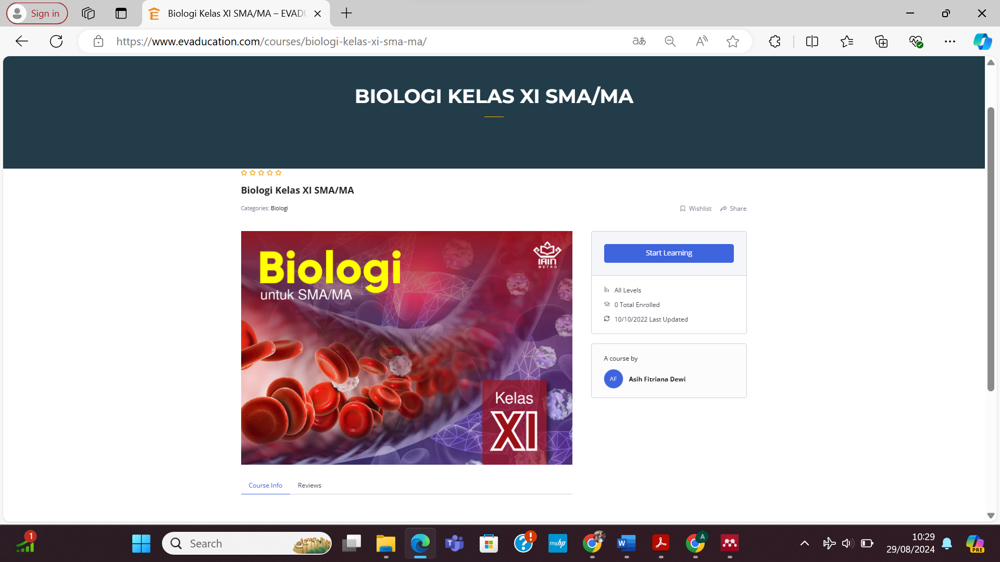 Sign in
Biologi Kelas XI SMA/MA – EVADU
https://www.evaducation.com/courses/biologi-kelas-xi-sma-ma/
BIOLOGI KELAS XI SMA/MA
Biologi Kelas XI SMA/MA
Categories: Biologi
Wishlist
Share
Biologi
untuk SMA/MA
IAIN
METRO
Kelas
XI
Start Learning
All Levels
0 Total Enrolled
10/10/2022 Last Updated
A course by
AF
Asih Fitriana Dewi
Course Info
Reviews
1
Search
T
myhp
W
A
10:29
29/08/2024
PRE